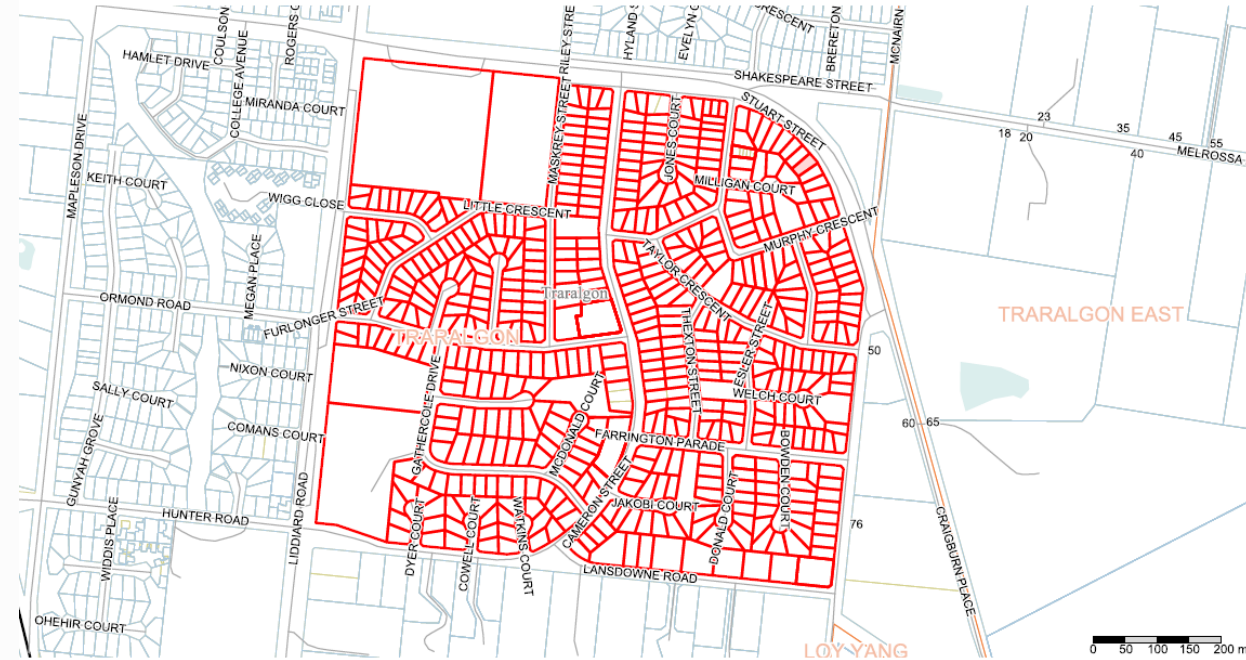 CRESCENT
HAMLET DRIVE
COULSON
COLLEGE AVENUE
ROGERS
MIRANDA COURT
RILEY STRE
HYLAND S
EVELYN C
BRERETON
MCNAIRN
SHAKESPEARE STREET
STUART STREET
MAPLESON DRIVE
MASKREY STREET
JONES COURT
23
18
20
35
45
55
40
MELROSSA
KEITH COURT
WIGG CLOSE
LITTLE CRESCENT
MILLIGAN COURT
MURPHY CRESCENT
TAYLOR CRESCENT
MEGAN PLACE
ORMOND ROAD
FURLONGER STREET
Traralgon
TRARALGON
TRARALGON EAST
THEXTON STREET
ESLER STREET
50
NIXON COURT
SALLY COURT
GATHERCOLE DRIVE
MCDONALD COURT
WELCH COURT
60
65
COMANS COURT
GUNYAH GROVE
FARRINGTON PARADE
BOWDEN COURT
LIDDIARD ROAD
CAMERON STREET
JAKOBI COURT
DONALD COURT
HUNTER ROAD
WIDDIS PLACE
DYER COURT
COWELL COURT
WATKINS COURT
76
CRAIGBURN PLACE
LANSDOWNE ROAD
OHEHIR COURT
LOY YANG
0 50 100 150 200 m